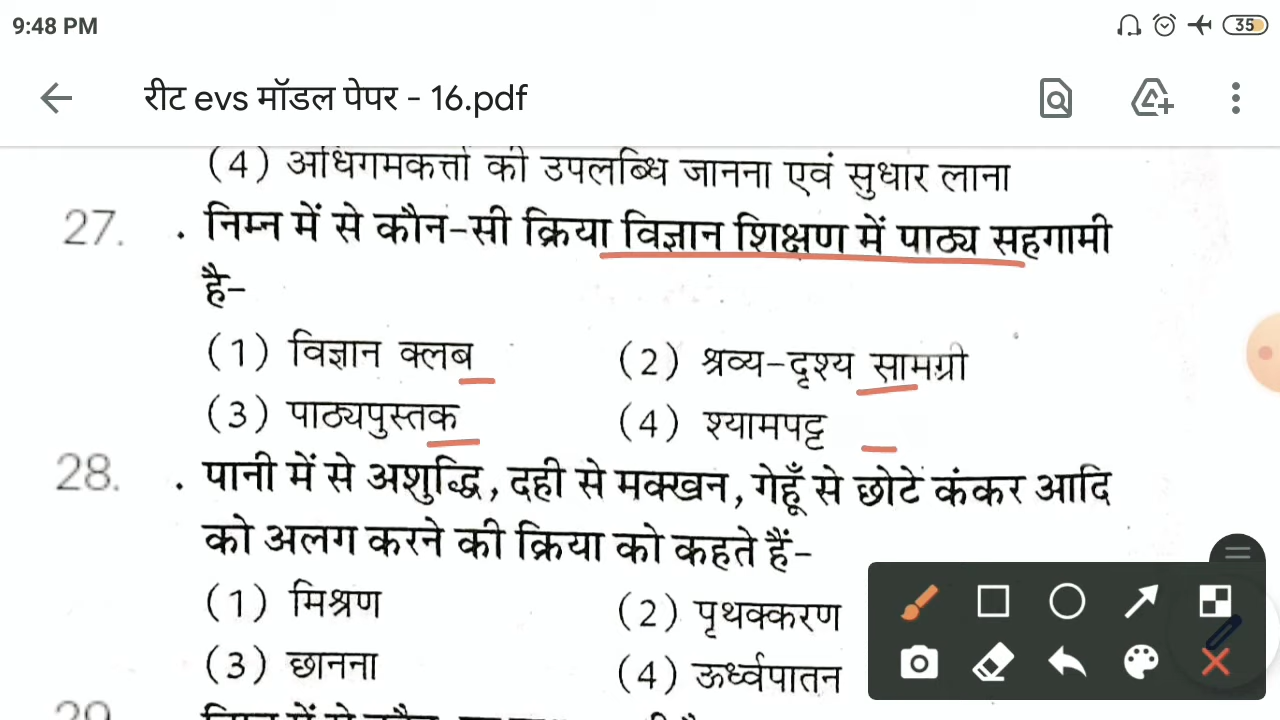 9:48 PM
35
रीट evs मॉडल पेपर - 16.pdf
(4) अधिगमकर्त्ता की उपलब्धि जानना एवं सुधार लाना
27. . निम्न में से कौन-सी क्रिया विज्ञान शिक्षण में पाठ्य सहगामी
है-
(1) विज्ञान क्लब (2) श्रव्य-दृश्य सामग्री
(3) पाठ्यपुस्तक (4) श्यामपट्ट
28. . पानी में से अशुद्धि, दही से मक्खन, गेहूँ से छोटे कंकर आदि
को अलग करने की क्रिया को कहते हैं-
(1) मिश्रण (2) पृथक्करण
(3) छानना (4) ऊर्ध्वपातन
29